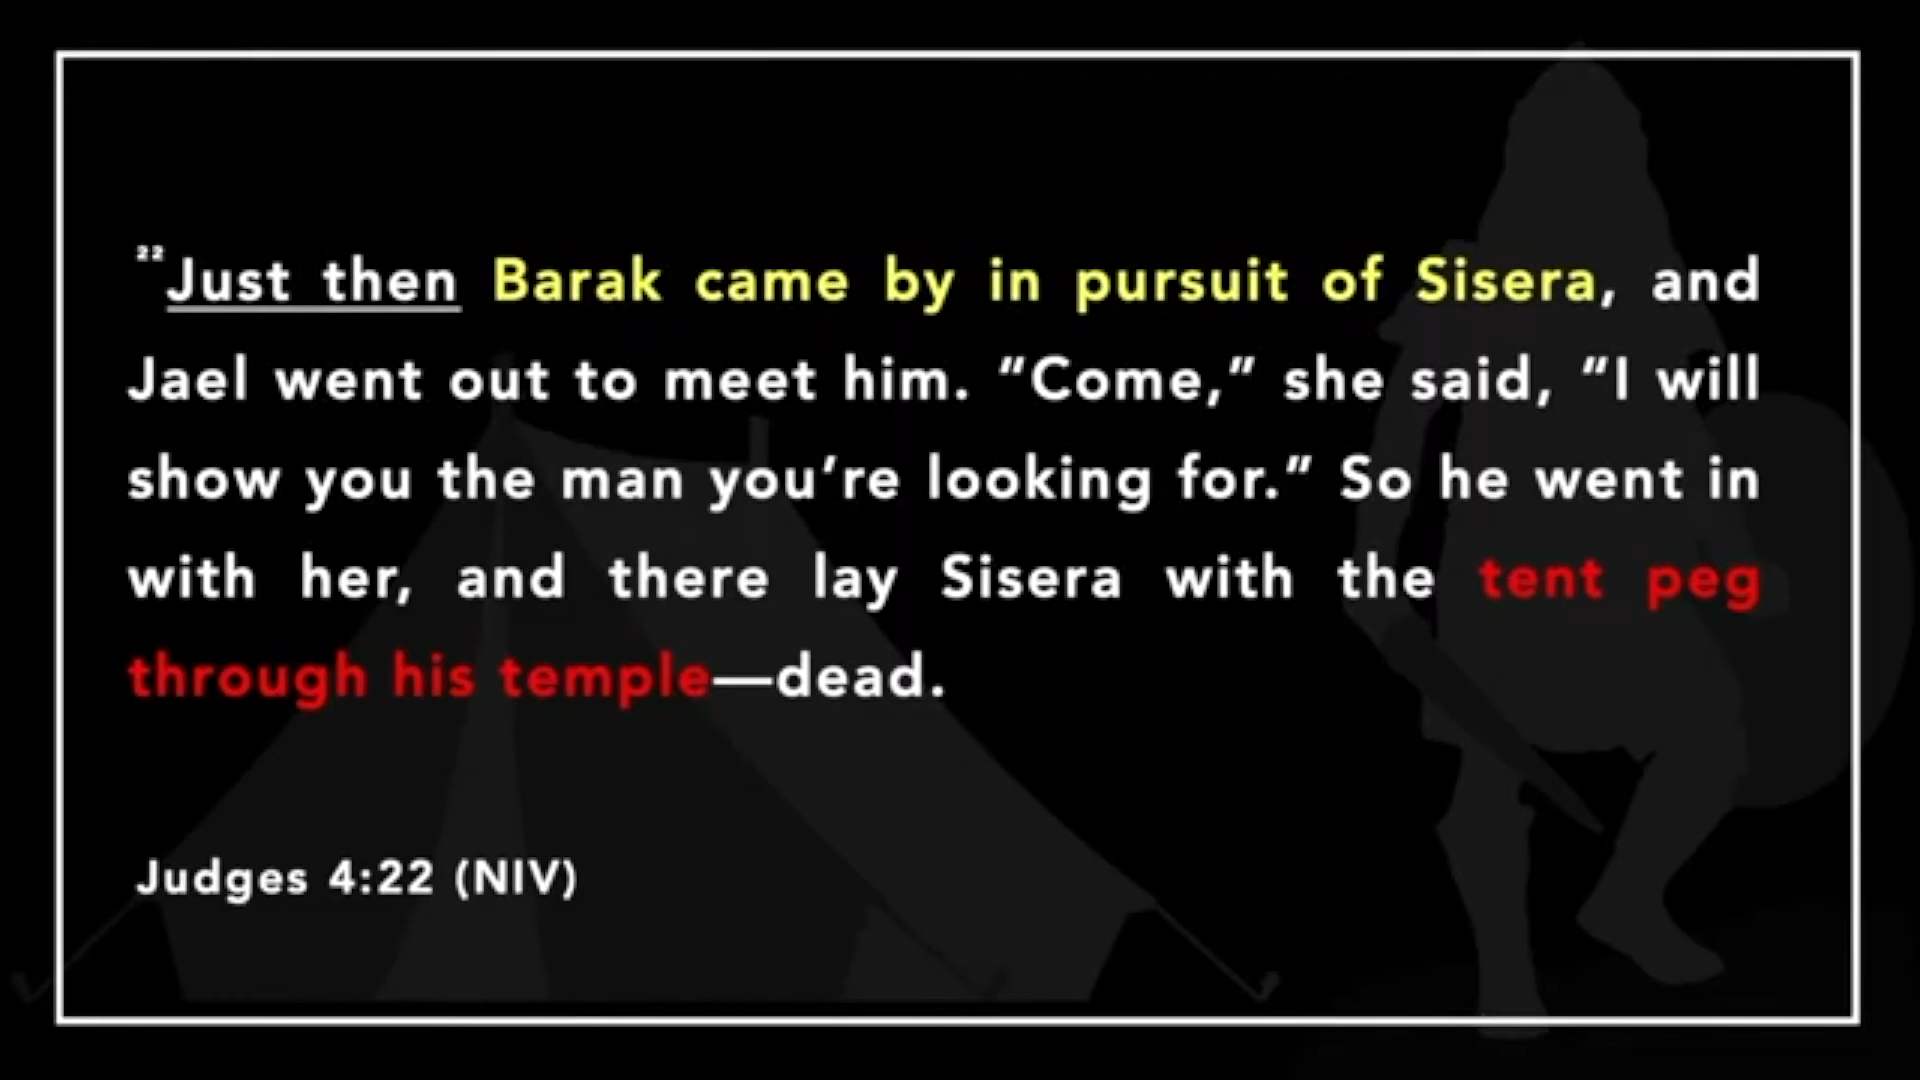 ²²Just then Barak came by in pursuit of Sisera, and
Jael went out to meet him. “Come,” she said, “I will
show you the man you’re looking for.” So he went in
with her, and there lay Sisera with the tent peg
through his temple—dead.
Judges 4:22 (NIV)